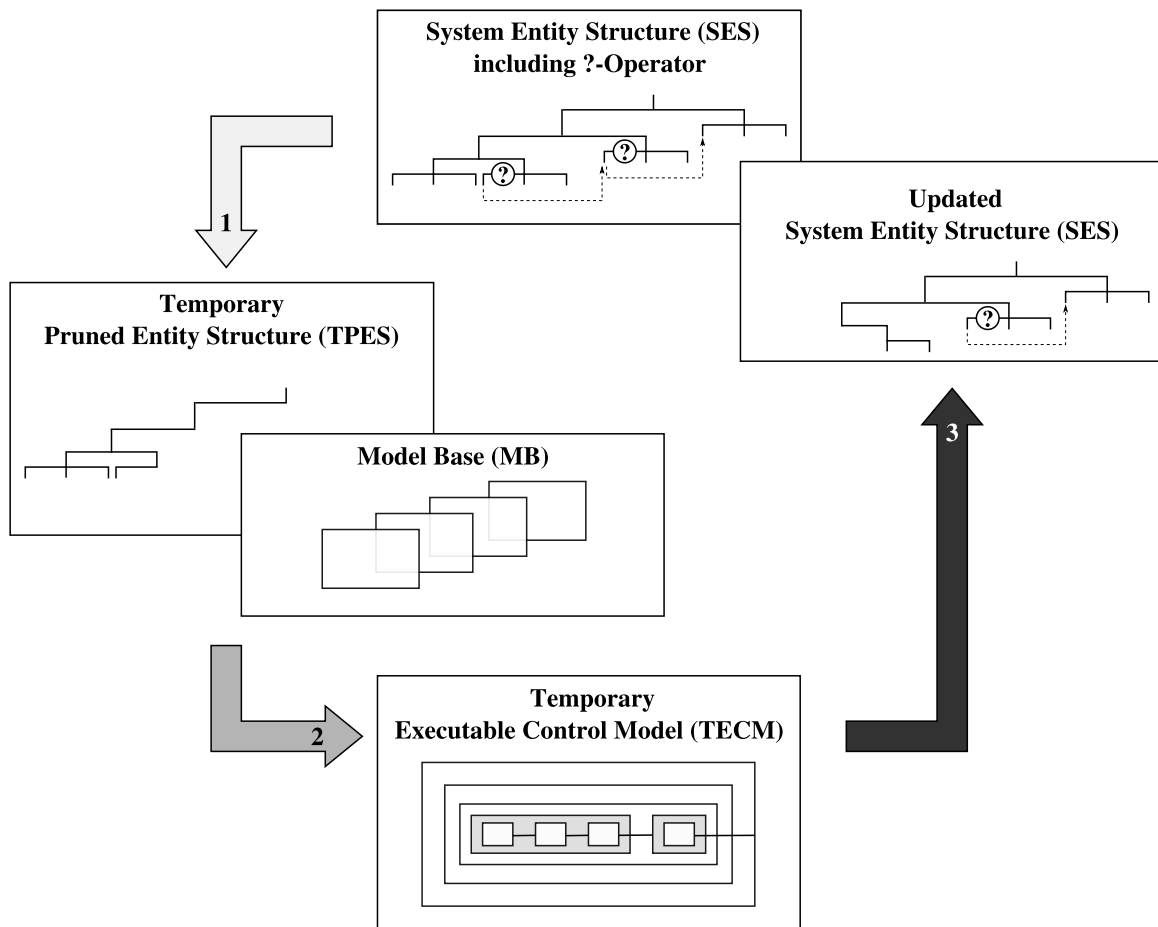 System Entity Structure (SES)
including ?-Operator
?
?
1
Updated
System Entity Structure (SES)
?
Temporary
Pruned Entity Structure (TPES)
Model Base (MB)
3
2
Temporary
Executable Control Model (TECM)